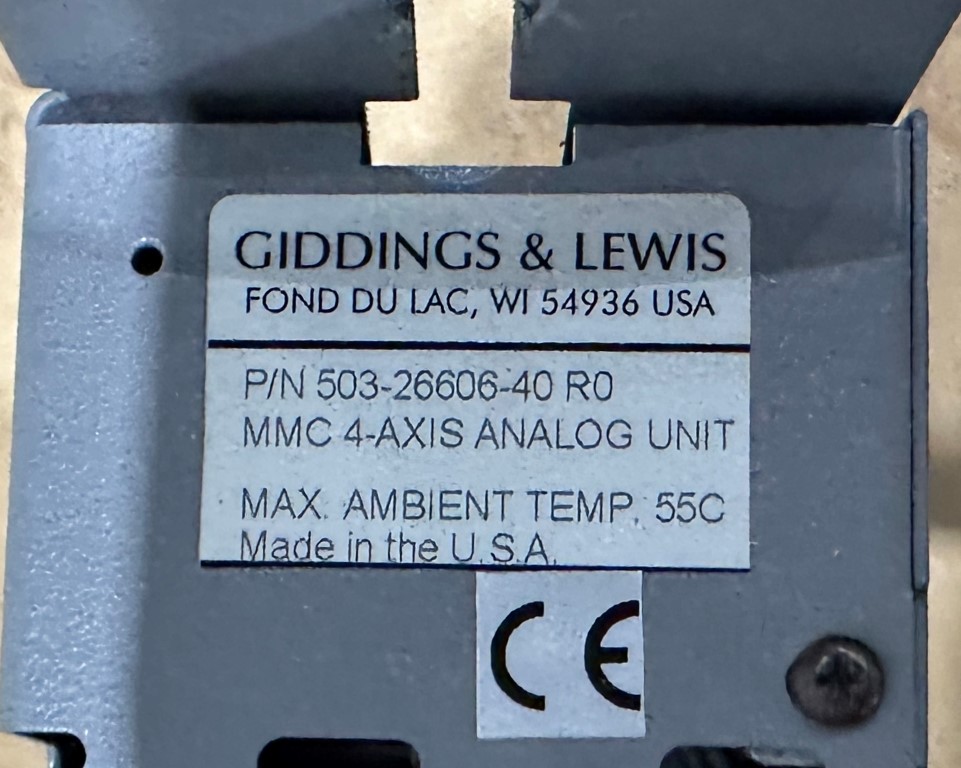 GIDDINGS & LEWIS
FOND DU LAC, WI 54936 USA
P/N 503-26606-40 R0
MMC 4-AXIS ANALOG UNIT
MAX. AMBIENT TEMP. 55C
Made in the U.S.A.
CE